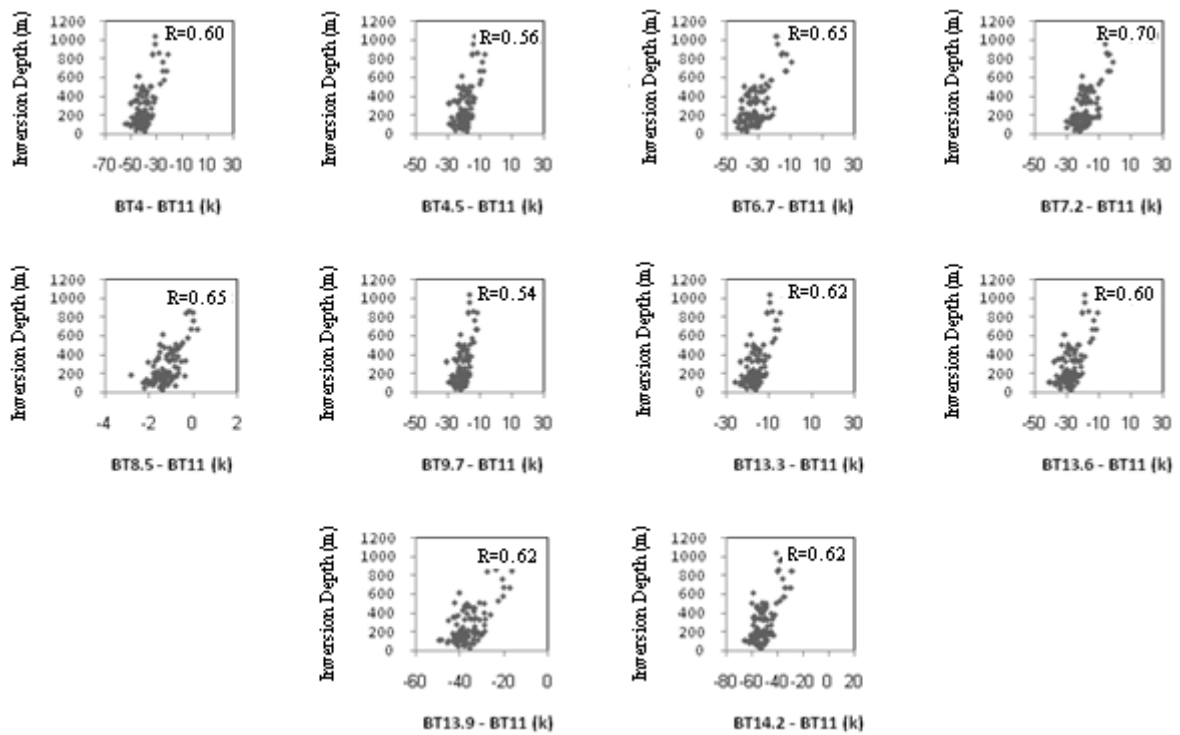 Inversion Depth (m)
1200
1000
800
600
400
200
0
R=0.60
-70 -50 -30 -10 10 30
BT4 - BT11 (k)
Inversion Depth (m)
1200
1000
800
600
400
200
0
R=0.56
-50 -30 -10 10 30
BT4.5 - BT11 (k)
Inversion Depth (m)
1200
1000
800
600
400
200
0
R=0.65
-50 -30 -10 10 30
BT6.7 - BT11 (k)
Inversion Depth (m)
1200
1000
800
600
400
200
0
R=0.70
-50 -30 -10 10 30
BT7.2 - BT11 (k)
Inversion Depth (m)
1200
1000
800
600
400
200
0
R=0.65
-4 -2 0 2
BT8.5 - BT11 (k)
Inversion Depth (m)
1200
1000
800
600
400
200
0
R=0.54
-50 -30 -10 10 30
BT9.7 - BT11 (k)
Inversion Depth (m)
1200
1000
800
600
400
200
0
R=0.62
-30 -10 10 30
BT13.3 - BT11 (k)
Inversion Depth (m)
1200
1000
800
600
400
200
0
R=0.60
-50 -30 -10 10 30
BT13.6 - BT11 (k)
Inversion Depth (m)
1200
1000
800
600
400
200
0
R=0.62
-60 -40 -20 0
BT13.9 - BT11 (k)
Inversion Depth (m)
1200
1000
800
600
400
200
0
R=0.62
-80 -60 -40 -20 0 20
BT14.2 - BT11 (k)